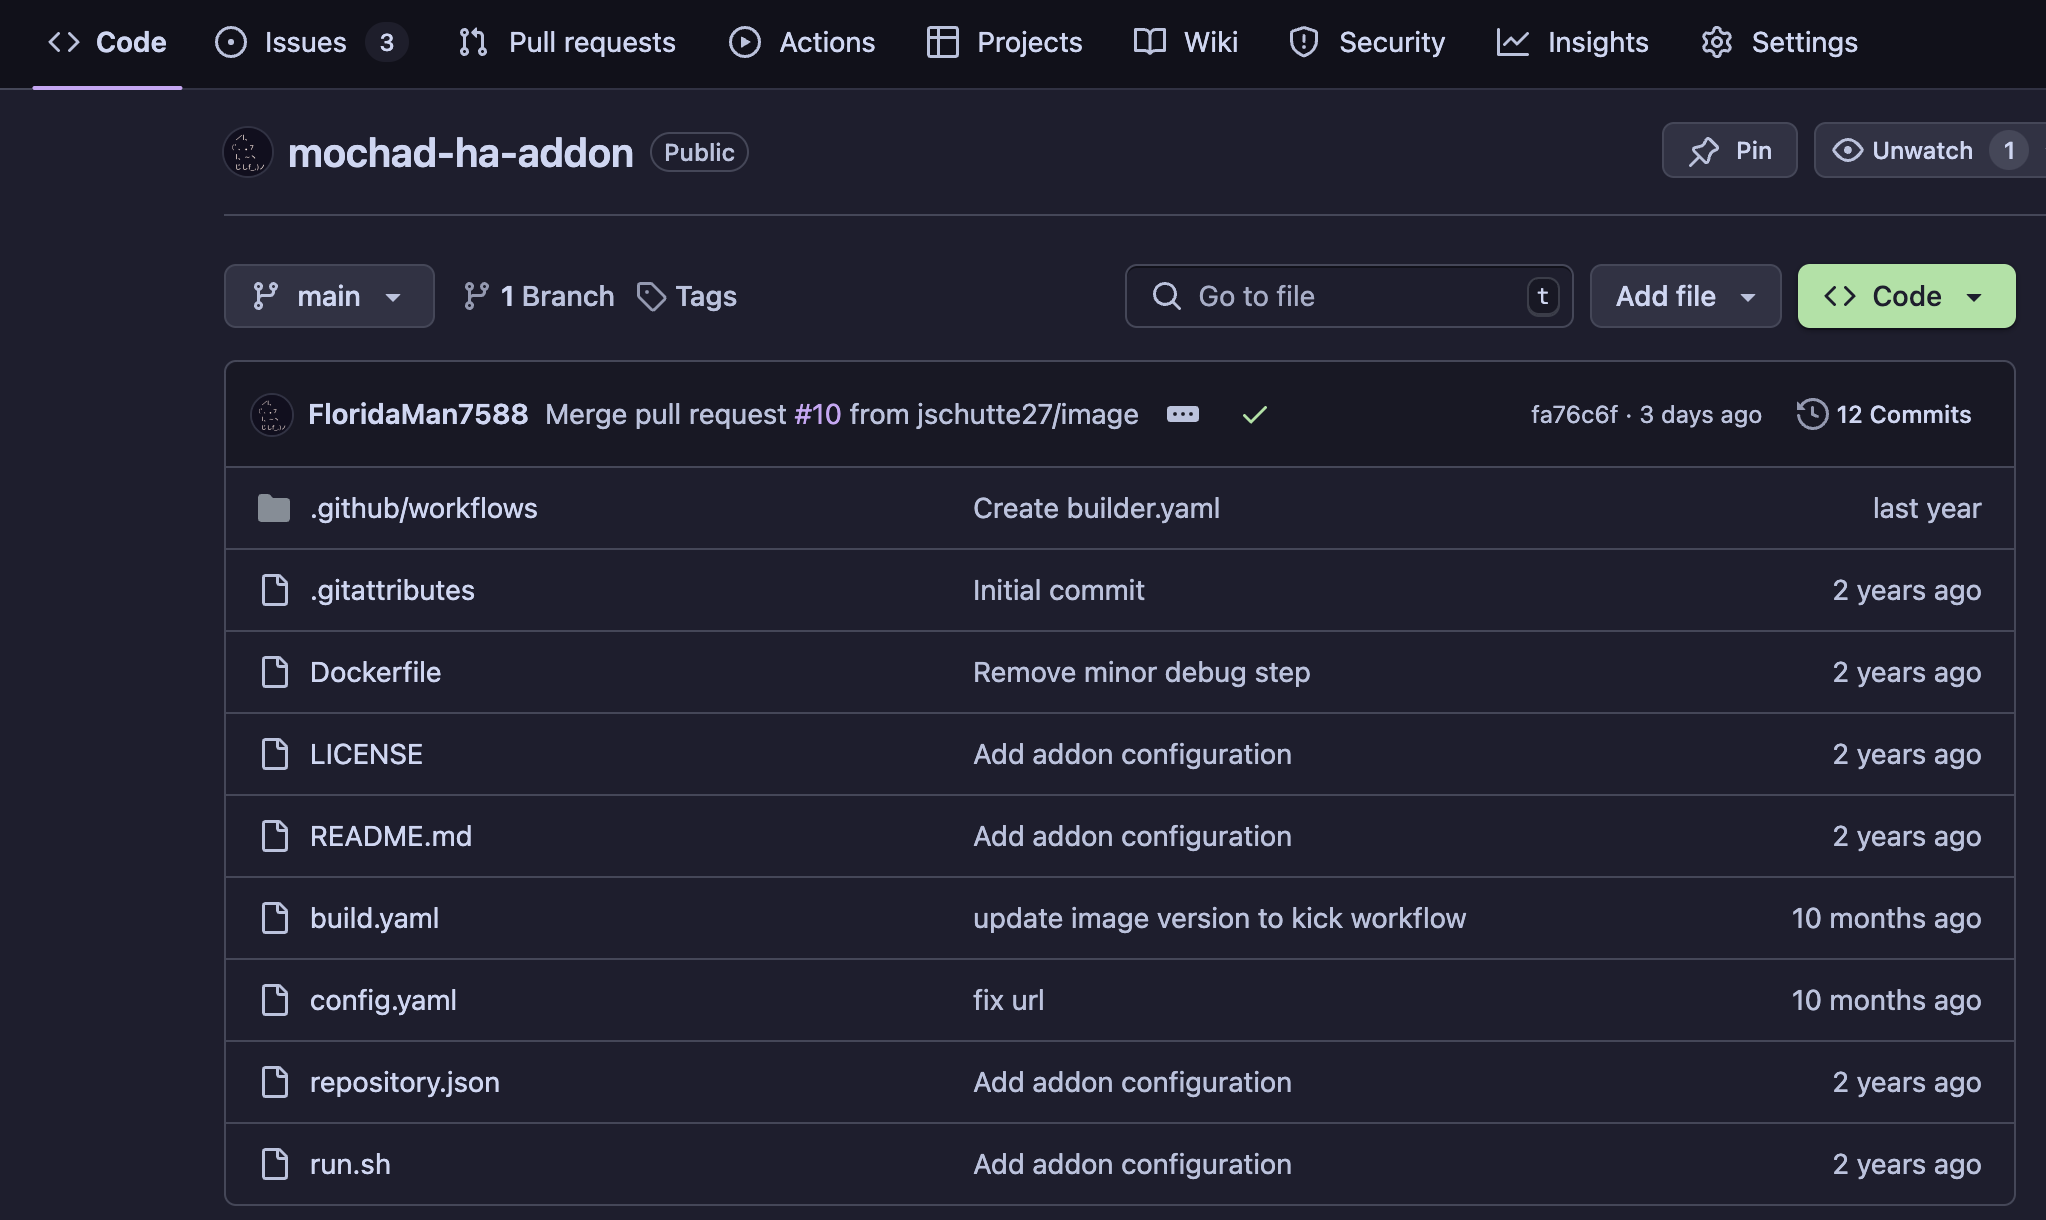 Code Issues 3 Pull requests Actions Projects Wiki Security Insights Settings
mochad-ha-addon Public Pin Unwatch 1
main 1 Branch Tags Go to file t Add file Code
FloridaMan7588 Merge pull request #10 from jschutte27/image fa76c6f · 3 days ago 12 Commits
.github/workflows Create builder.yaml last year
.gitattributes Initial commit 2 years ago
Dockerfile Remove minor debug step 2 years ago
LICENSE Add addon configuration 2 years ago
README.md Add addon configuration 2 years ago
build.yaml update image version to kick workflow 10 months ago
config.yaml fix url 10 months ago
repository.json Add addon configuration 2 years ago
run.sh Add addon configuration 2 years ago